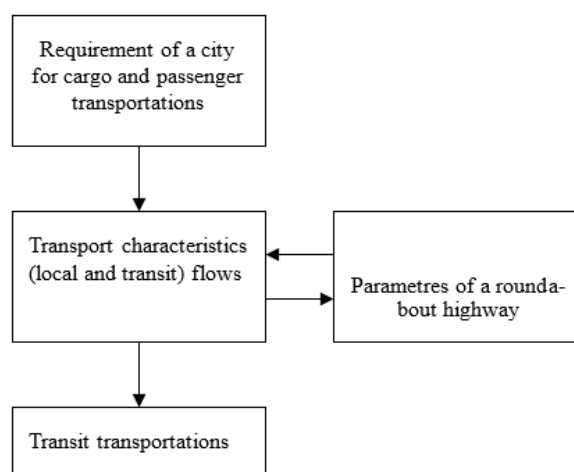 Requirement of a city
for cargo and passenger
transportations
Transport characteristics
(local and transit) flows
Parametres of a rounda-
bout highway
Transit transportations